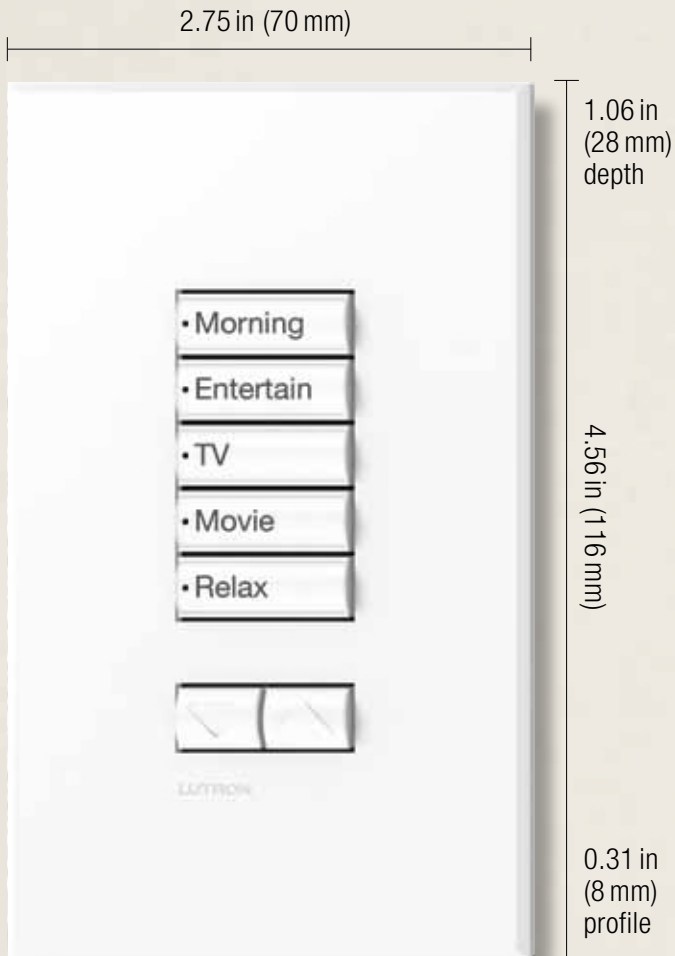 2.75 in (70 mm)
1.06 in
(28 mm)
depth
• Morning
• Entertain
• TV
• Movie
• Relax
LUTRON
4.56 in (116 mm)
0.31 in
(8 mm)
profile